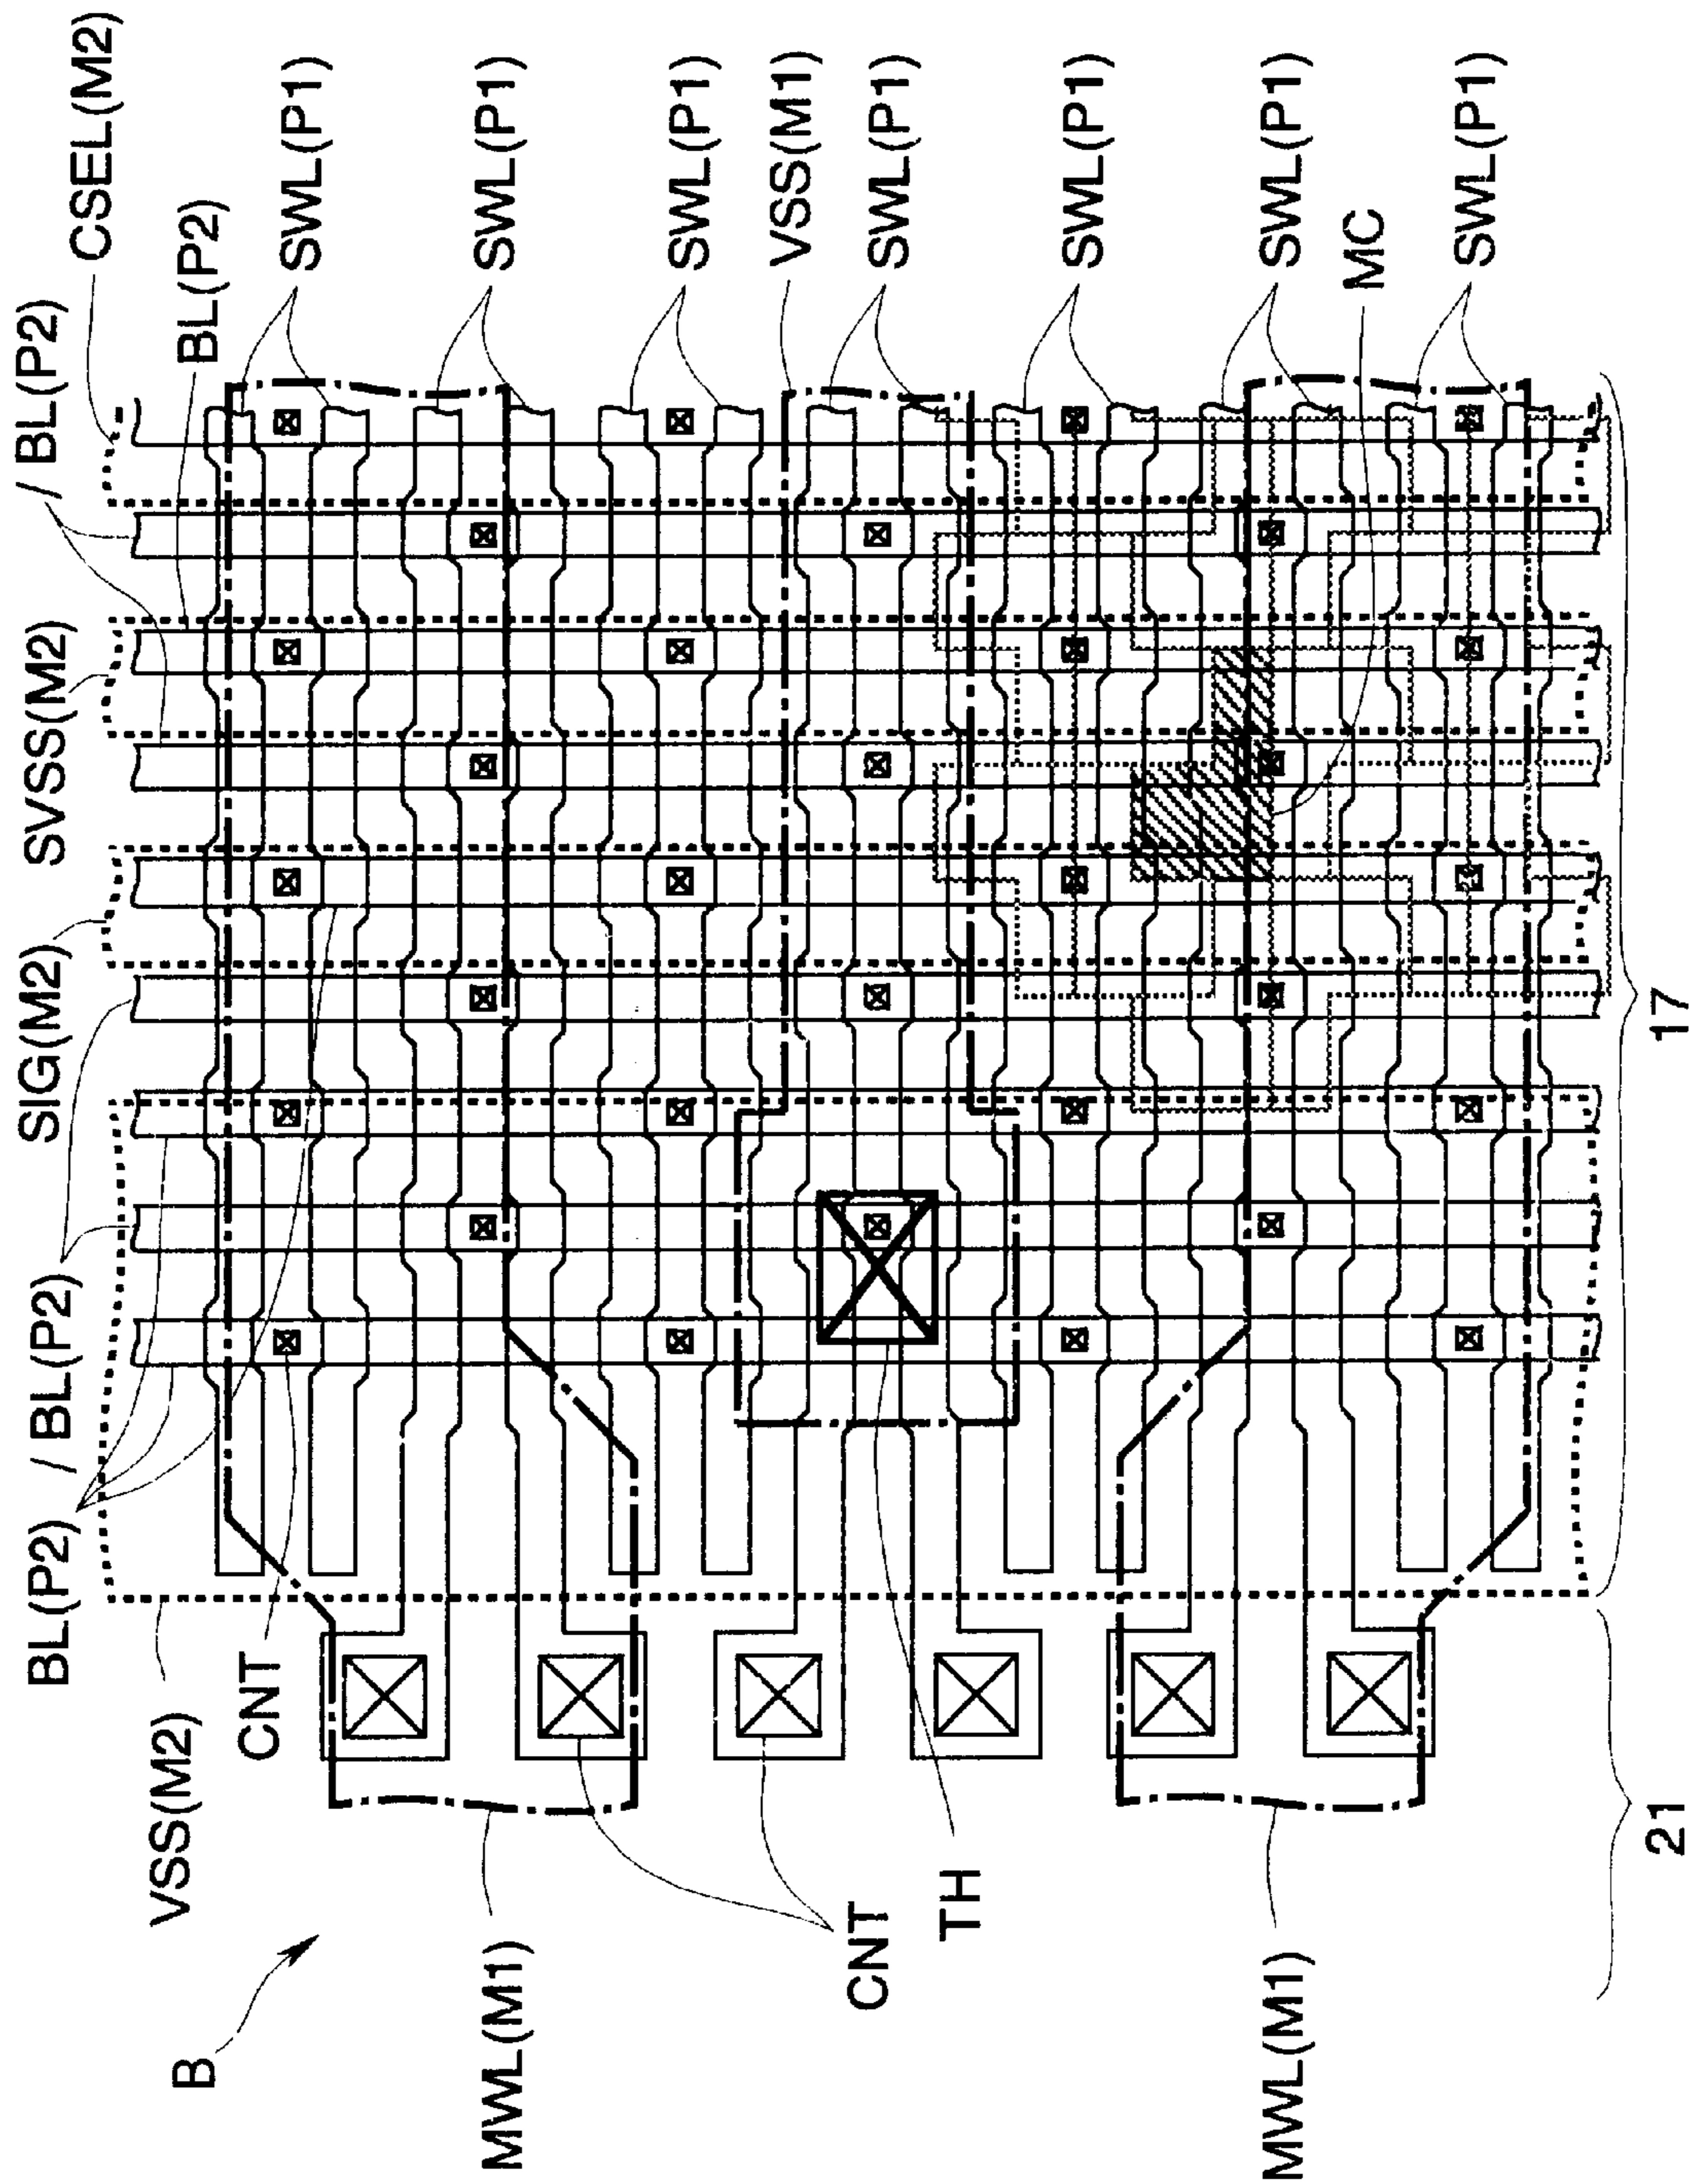 CSEL(M2)
/ BL(P2)
BL(P2)
SVSS(M2)
SIG(M2)
BL(P2) / BL(P2)
VSS(M2)
CNT
B
SWL(P1)
SWL(P1)
SWL(P1)
VSS(M1)
SWL(P1)
SWL(P1)
SWL(P1)
MC
SWL(P1)
MWL(M1)
CNT
TH
MWL(M1)
17
21